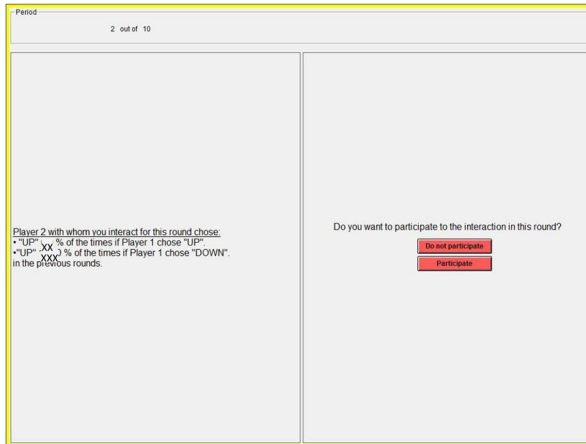 Period
2 out of 10
Player 2 with whom you interact for this round chose:
• "UP" XX % of the times if Player 1 chose "UP".
•"UP" XXX % of the times if Player 1 chose "DOWN".
in the previous rounds.
Do you want to participate to the interaction in this round?
Do not participate
Participate